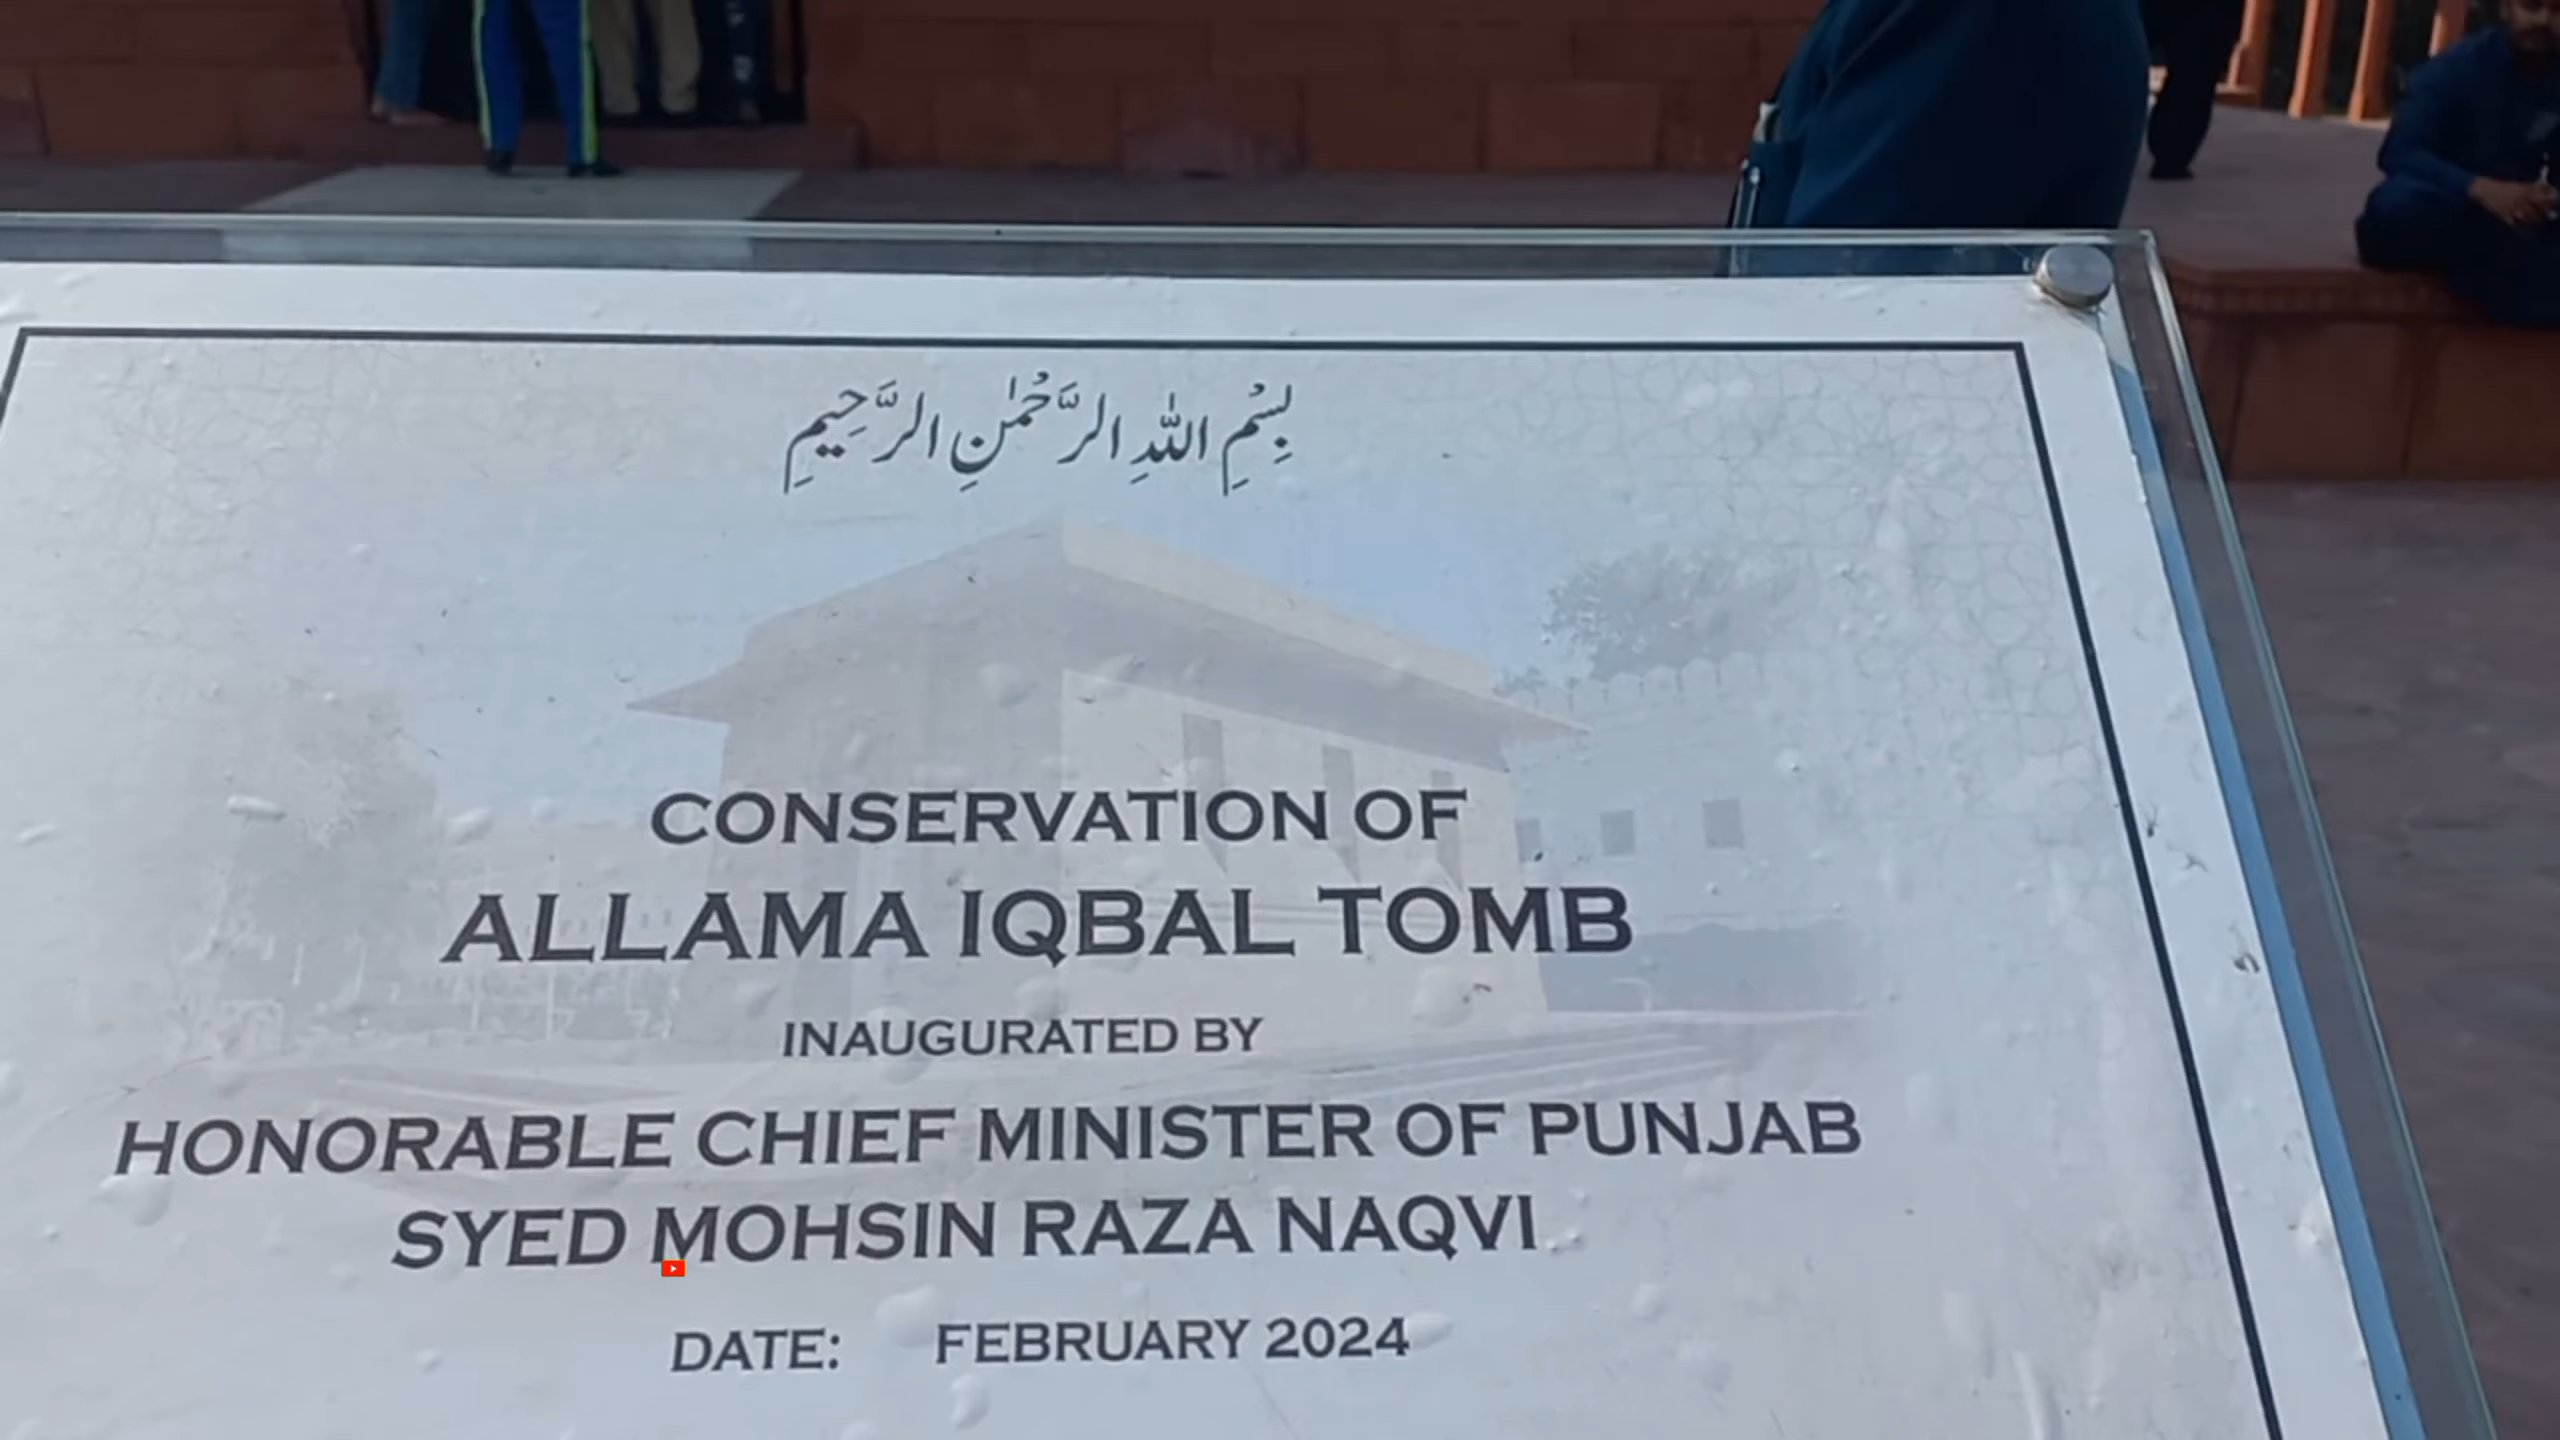 بِسْمِ اللّٰهِ الرَّحْمٰنِ الرَّحِيمِ
CONSERVATION OF
ALLAMA IQBAL TOMB
INAUGURATED BY
HONORABLE CHIEF MINISTER OF PUNJAB
SYED MOHSIN RAZA NAQVI
DATE: FEBRUARY 2024